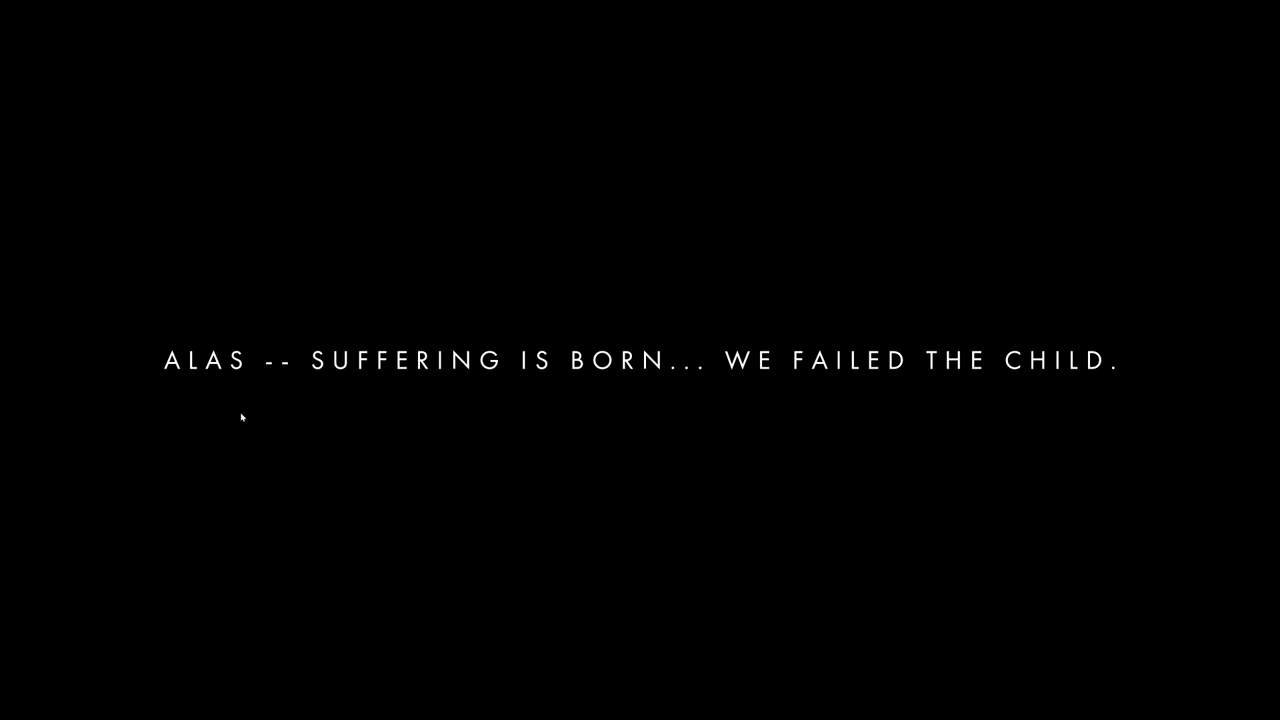 ALAS -- SUFFERING IS BORN... WE FAILED THE CHILD.